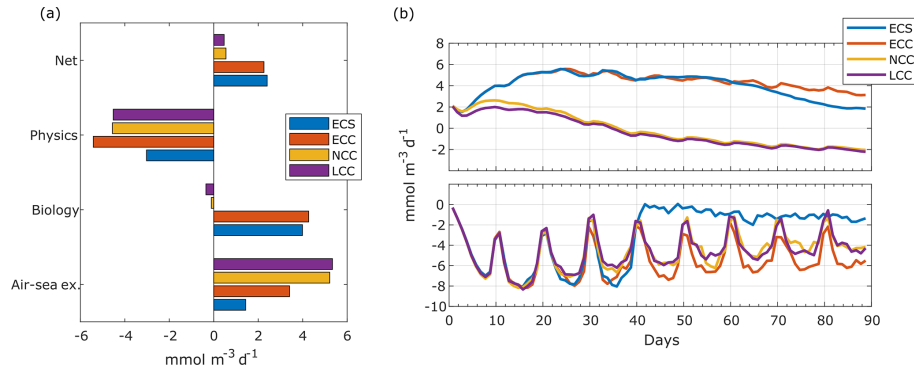 (a)
Net
Physics
Biology
Air-sea ex.
ECS
ECC
NCC
LCC
-6 -4 -2 0 2 4 6
mmol m⁻³ d⁻¹
(b)
ECS
ECC
NCC
LCC
8
6
4
2
0
-2
-4
mmol m⁻³ d⁻¹
0
-2
-4
-6
-8
-10
0 10 20 30 40 50 60 70 80 90
Days